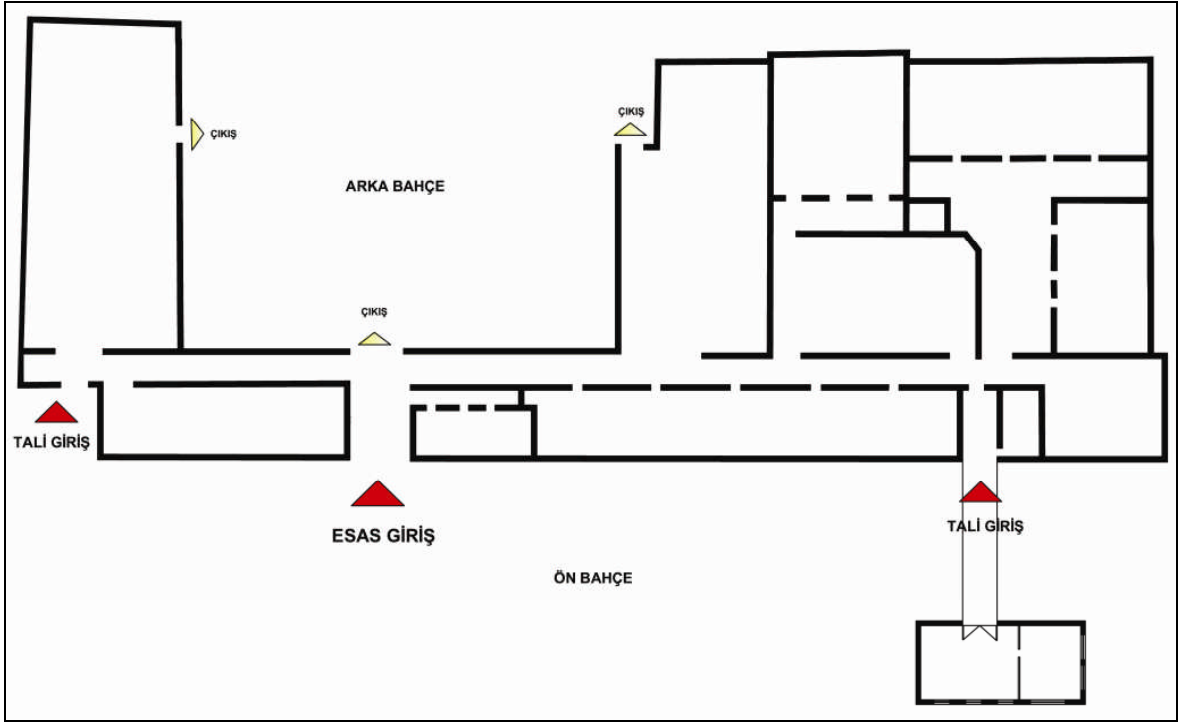 ÇIKIŞ
ÇIKIŞ
ARKA BAHÇE
ÇIKIŞ
TALİ GİRİŞ
ESAS GİRİŞ
TALİ GİRİŞ
ÖN BAHÇE